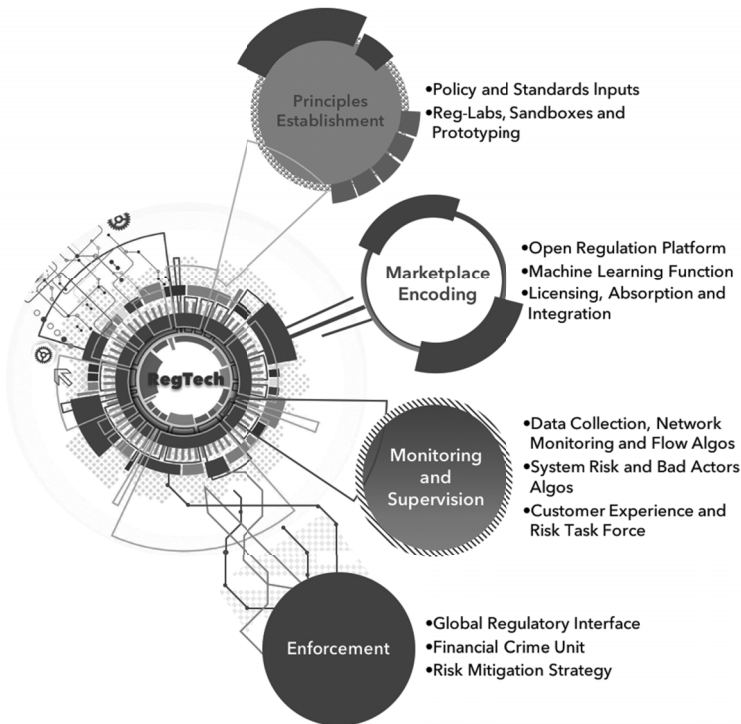 Principles
Establishment
•Policy and Standards Inputs
•Reg-Labs, Sandboxes and
Prototyping
Marketplace
Encoding
•Open Regulation Platform
•Machine Learning Function
•Licensing, Absorption and
Integration
RegTech
Monitoring
and
Supervision
•Data Collection, Network
Monitoring and Flow Algos
•System Risk and Bad Actors
Algos
•Customer Experience and
Risk Task Force
Enforcement
•Global Regulatory Interface
•Financial Crime Unit
•Risk Mitigation Strategy